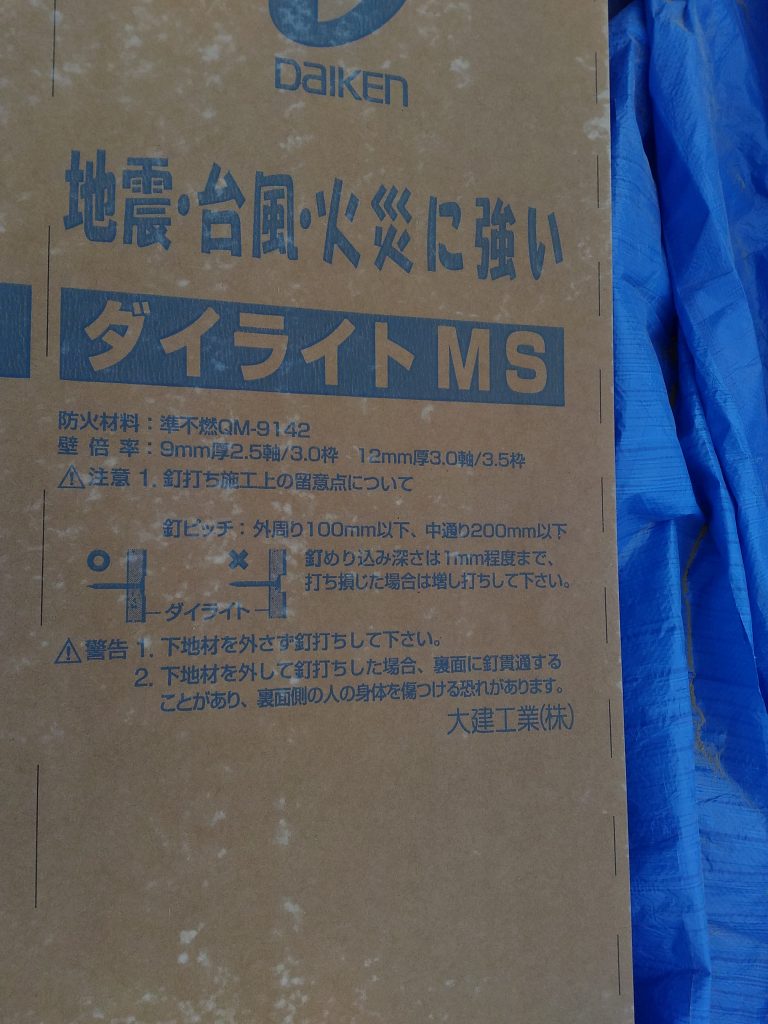 DAIKEN
地震・台風・火災に強い
ダイライトMS
防火材料：準不燃QM-9142
壁倍率：9mm厚2.5軸/3.0枠 12mm厚3.0軸/3.5枠
⚠注意 1. 釘打ち施工上の留意点について
釘ピッチ：外周り100mm以下、中通り200mm以下
○ × 釘めり込み深さは1mm程度まで、
打ち損じた場合は増し打ちして下さい。
ダイライト
⚠警告 1. 下地材を外さず釘打ちして下さい。
2. 下地材を外して釘打ちした場合、裏面に釘貫通する
ことがあり、裏面側の人の身体を傷つける恐れがあります。
大建工業(株)